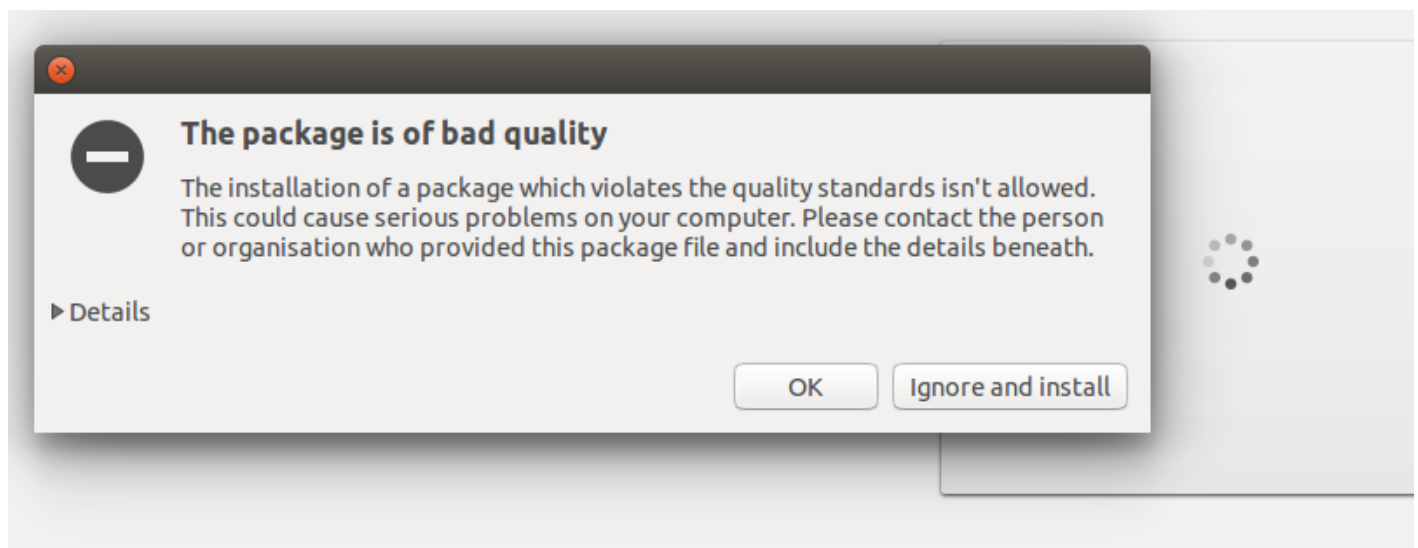 The package is of bad quality
The installation of a package which violates the quality standards isn't allowed.
This could cause serious problems on your computer. Please contact the person
or organisation who provided this package file and include the details beneath.
Details
OK Ignore and install